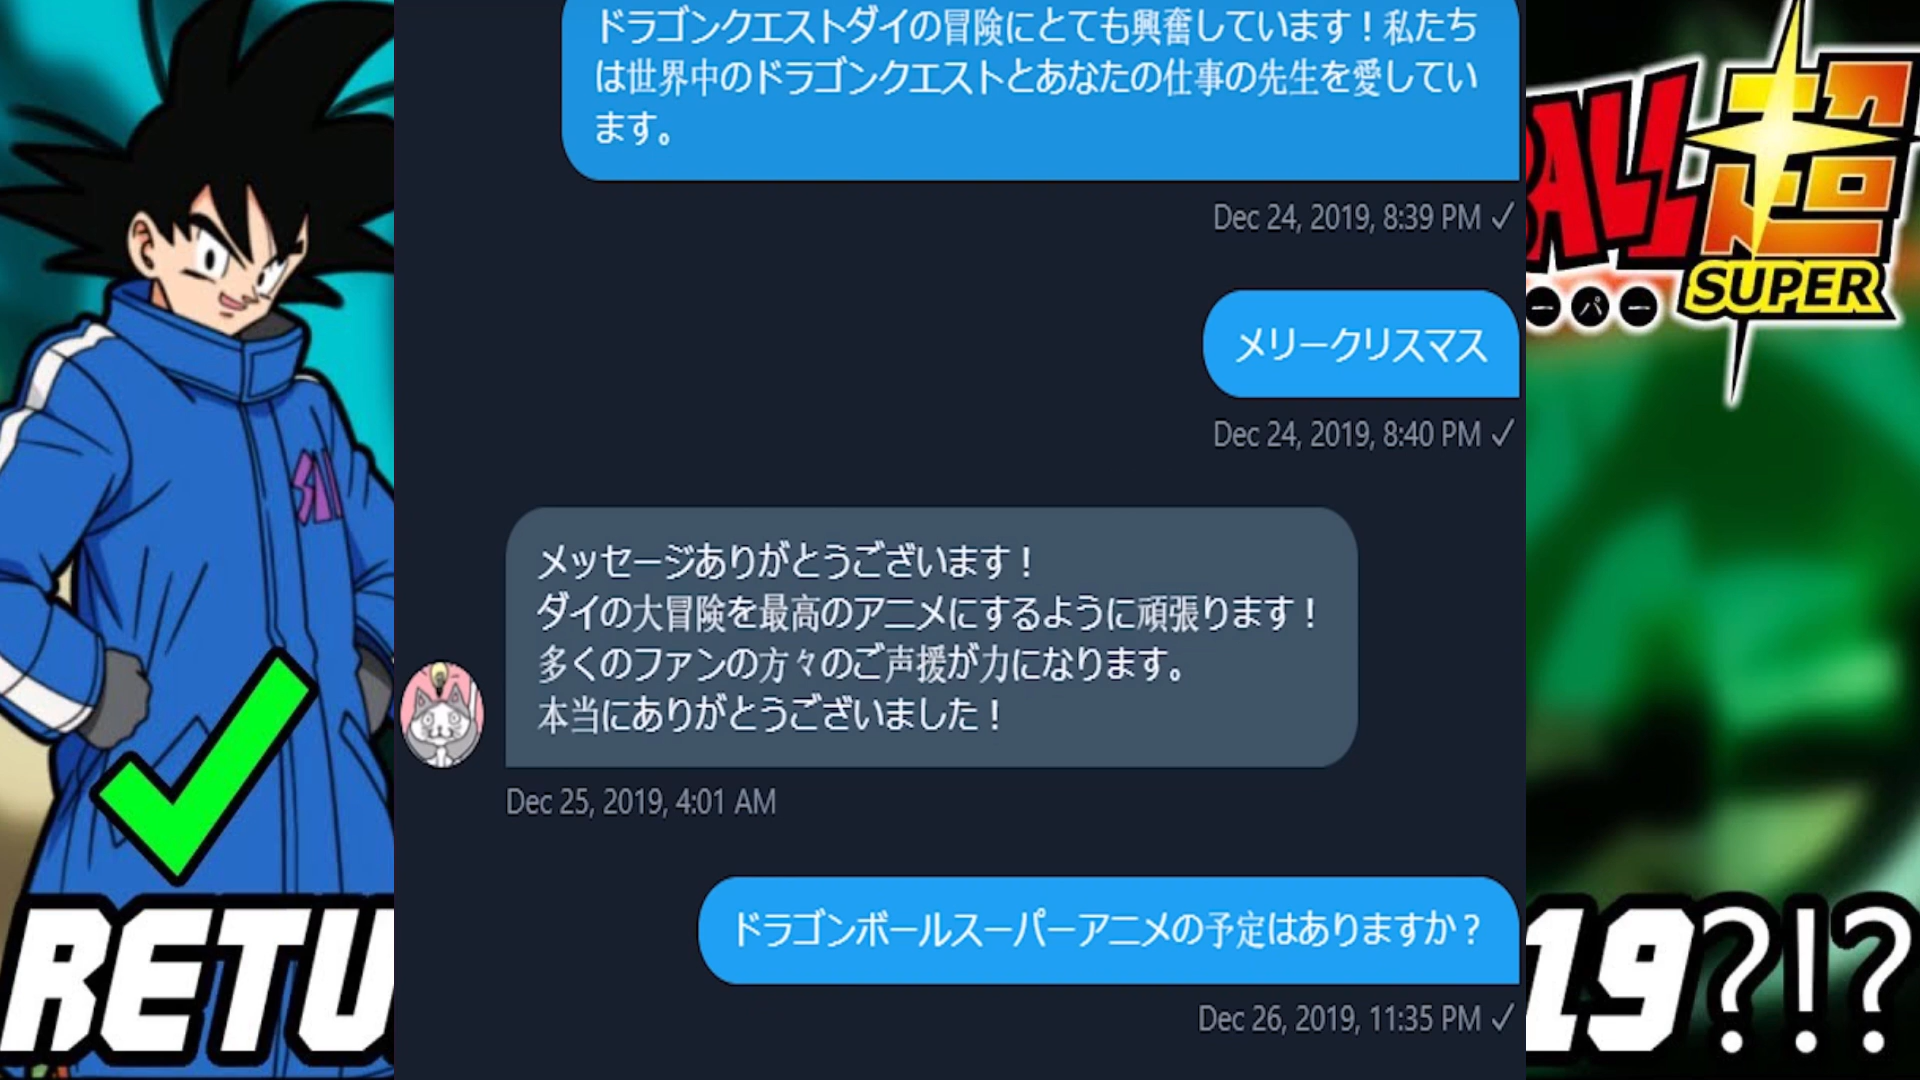 ドラゴンクエストダイの冒険にとても興奮しています！私たち
は世界中のドラゴンクエストとあなたの仕事の先生を愛してい
ます。
Dec 24, 2019, 8:39 PM ✓
メリークリスマス
Dec 24, 2019, 8:40 PM ✓
メッセージありがとうございます！
ダイの大冒険を最高のアニメにするように頑張ります！
多くのファンの方々のご声援が力になります。
本当にありがとうございました！
Dec 25, 2019, 4:01 AM
ドラゴンボールスーパーアニメの予定はありますか？
Dec 26, 2019, 11:35 PM ✓
BALL超
ーパー
SUPER
RETU
19?!?